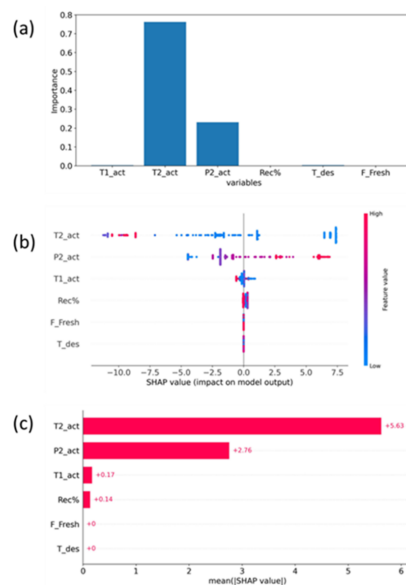 (a)
0.8
0.7
0.6
0.5
0.4
0.3
0.2
0.1
0.0
Importance
T1_act T2_act P2_act Rec% T_des F_Fresh
variables
(b)
High
T2_act
P2_act
T1_act
Rec%
F_Fresh
T_des
Feature value
Low
−10.0 −7.5 −5.0 −2.5 0.0 2.5 5.0 7.5
SHAP value (impact on model output)
(c)
T2_act +5.63
P2_act +2.76
T1_act +0.17
Rec% +0.14
F_Fresh +0
T_des +0
0 1 2 3 4 5 6
mean(|SHAP value|)